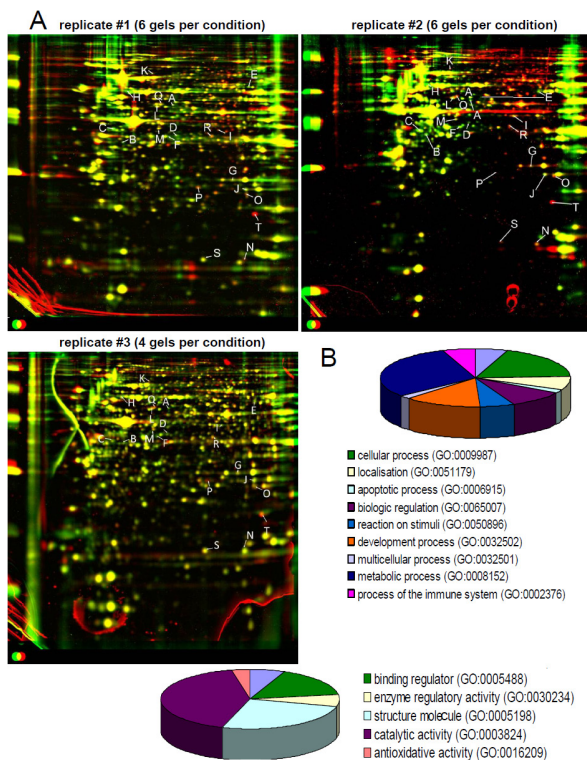 A
replicate #1 (6 gels per condition)
K
E
H Q A
L
C D R I
B M F
G
P J O
T
S N
replicate #2 (6 gels per condition)
K
H A E
L Q
C M A I
F D R
B G
P J O
T
S N
replicate #3 (4 gels per condition)
K
H Q A E
L D
C B M F R
G
P J O
T
S N
B
cellular process (GO:0009987)
localisation (GO:0051179)
apoptotic process (GO:0006915)
biologic regulation (GO:0065007)
reaction on stimuli (GO:0050896)
development process (GO:0032502)
multicellular process (GO:0032501)
metabolic process (GO:0008152)
process of the immune system (GO:0002376)
binding regulator (GO:0005488)
enzyme regulatory activity (GO:0030234)
structure molecule (GO:0005198)
catalytic activity (GO:0003824)
antioxidative activity (GO:0016209)